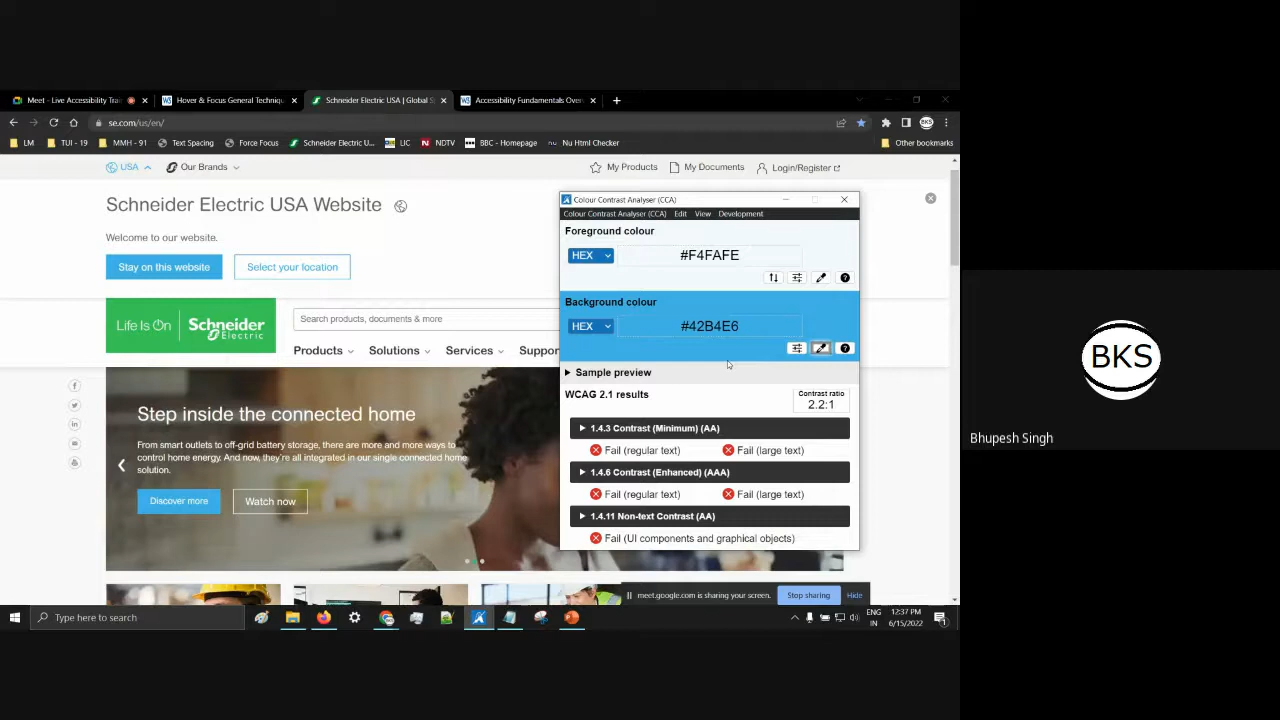 Meet - Live Accessibility Trai
Hover & Focus General Techniqu
Schneider Electric USA | Global S
Accessibility Fundamentals Over
se.com/us/en/
BKS
LM
TUI - 19
MMH - 91
Text Spacing
Force Focus
Schneider Electric U...
LIC
NDTV
BBC - Homepage
Nu Html Checker
Other bookmarks
USA
Our Brands
My Products
My Documents
Login/Register
Schneider Electric USA Website
Welcome to our website.
Stay on this website
Select your location
Life Is On
Schneider
Electric
Search products, documents & more
Products
Solutions
Services
Suppor
Step inside the connected home
From smart outlets to off-grid battery storage, there are more and more ways to
control home energy. And now, they're all integrated in our single connected home
solution.
Discover more
Watch now
Colour Contrast Analyser (CCA)
Colour Contrast Analyser (CCA) Edit View Development
Foreground colour
HEX
#F4FAFE
Background colour
HEX
#42B4E6
Sample preview
WCAG 2.1 results
Contrast ratio
2.2:1
1.4.3 Contrast (Minimum) (AA)
Fail (regular text)
Fail (large text)
1.4.6 Contrast (Enhanced) (AAA)
Fail (regular text)
Fail (large text)
1.4.11 Non-text Contrast (AA)
Fail (UI components and graphical objects)
meet.google.com is sharing your screen.
Stop sharing
Hide
Type here to search
ENG
IN
12:37 PM
6/15/2022
1
BKS
Bhupesh Singh